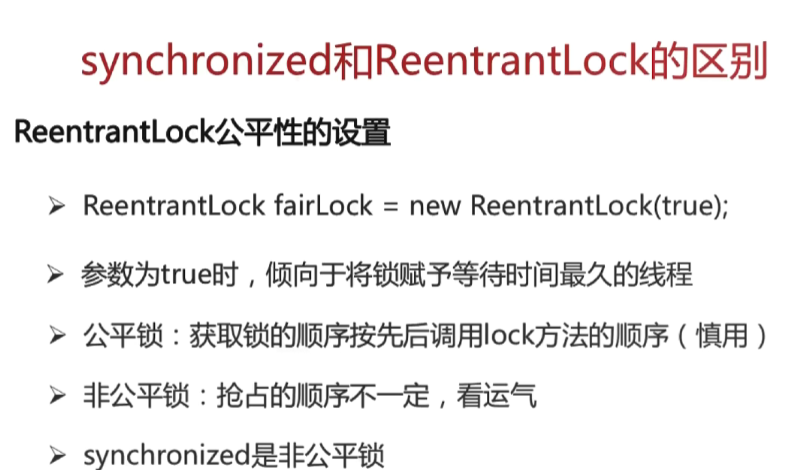 synchronized和ReentrantLock的区别
ReentrantLock公平性的设置
➢ ReentrantLock fairLock = new ReentrantLock(true);
➢ 参数为true时，倾向于将锁赋予等待时间最久的线程
➢ 公平锁：获取锁的顺序按先后调用lock方法的顺序（慎用）
➢ 非公平锁：抢占的顺序不一定，看运气
➢ synchronized是非公平锁